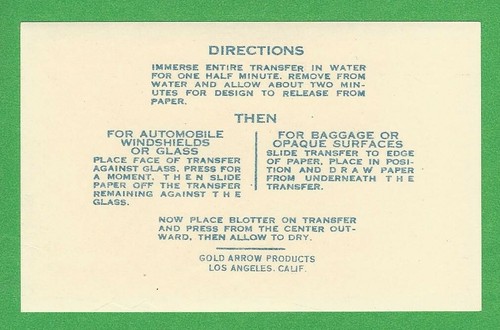 DIRECTIONS
IMMERSE ENTIRE TRANSFER IN WATER
FOR ONE HALF MINUTE. REMOVE FROM
WATER AND ALLOW ABOUT TWO MIN-
UTES FOR DESIGN TO RELEASE FROM
PAPER.
THEN
FOR AUTOMOBILE
WINDSHIELDS
OR GLASS
PLACE FACE OF TRANSFER
AGAINST GLASS. PRESS FOR
A MOMENT. THEN SLIDE
PAPER OFF THE TRANSFER
REMAINING AGAINST THE
GLASS.
FOR BAGGAGE OR
OPAQUE SURFACES
SLIDE TRANSFER TO EDGE
OF PAPER. PLACE IN POSI-
TION AND DRAW PAPER
FROM UNDERNEATH THE
TRANSFER.
NOW PLACE BLOTTER ON TRANSFER
AND PRESS FROM THE CENTER OUT-
WARD. THEN ALLOW TO DRY.
GOLD ARROW PRODUCTS
LOS ANGELES. CALIF.